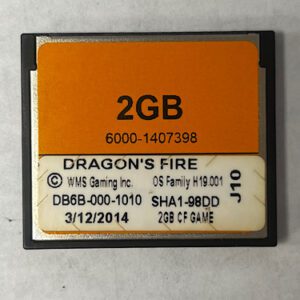 2GB
6000-1407398
DRAGON'S FIRE
© WMS Gaming Inc. OS Family H19.001
DB6B-000-1010 SHA1-98DD
3/12/2014 2GB CF GAME
J10